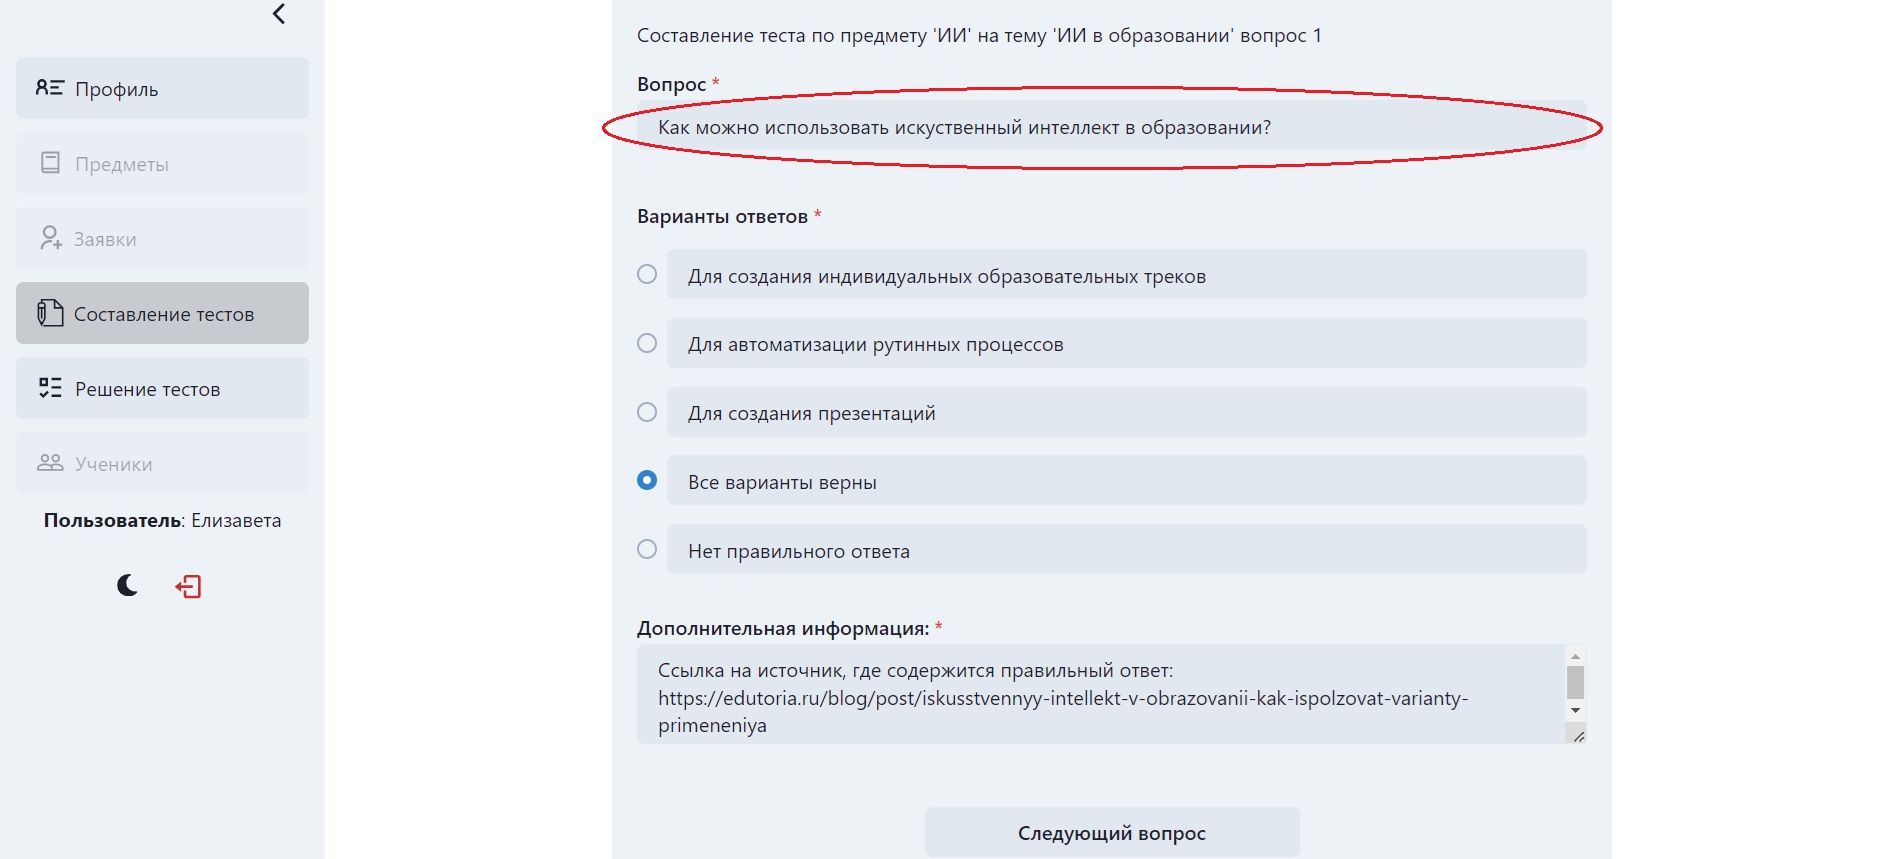 Профиль
Предметы
Заявки
Составление тестов
Решение тестов
Ученики
Пользователь: Елизавета
Составление теста по предмету 'ИИ' на тему 'ИИ в образовании' вопрос 1
Вопрос *
Как можно использовать искуственный интеллект в образовании?
Варианты ответов *
Для создания индивидуальных образовательных треков
Для автоматизации рутинных процессов
Для создания презентаций
Все варианты верны
Нет правильного ответа
Дополнительная информация: *
Ссылка на источник, где содержится правильный ответ:
https://edutoria.ru/blog/post/iskusstvennyy-intellekt-v-obrazovanii-kak-ispolzovat-varianty-
primeneniya
Следующий вопрос